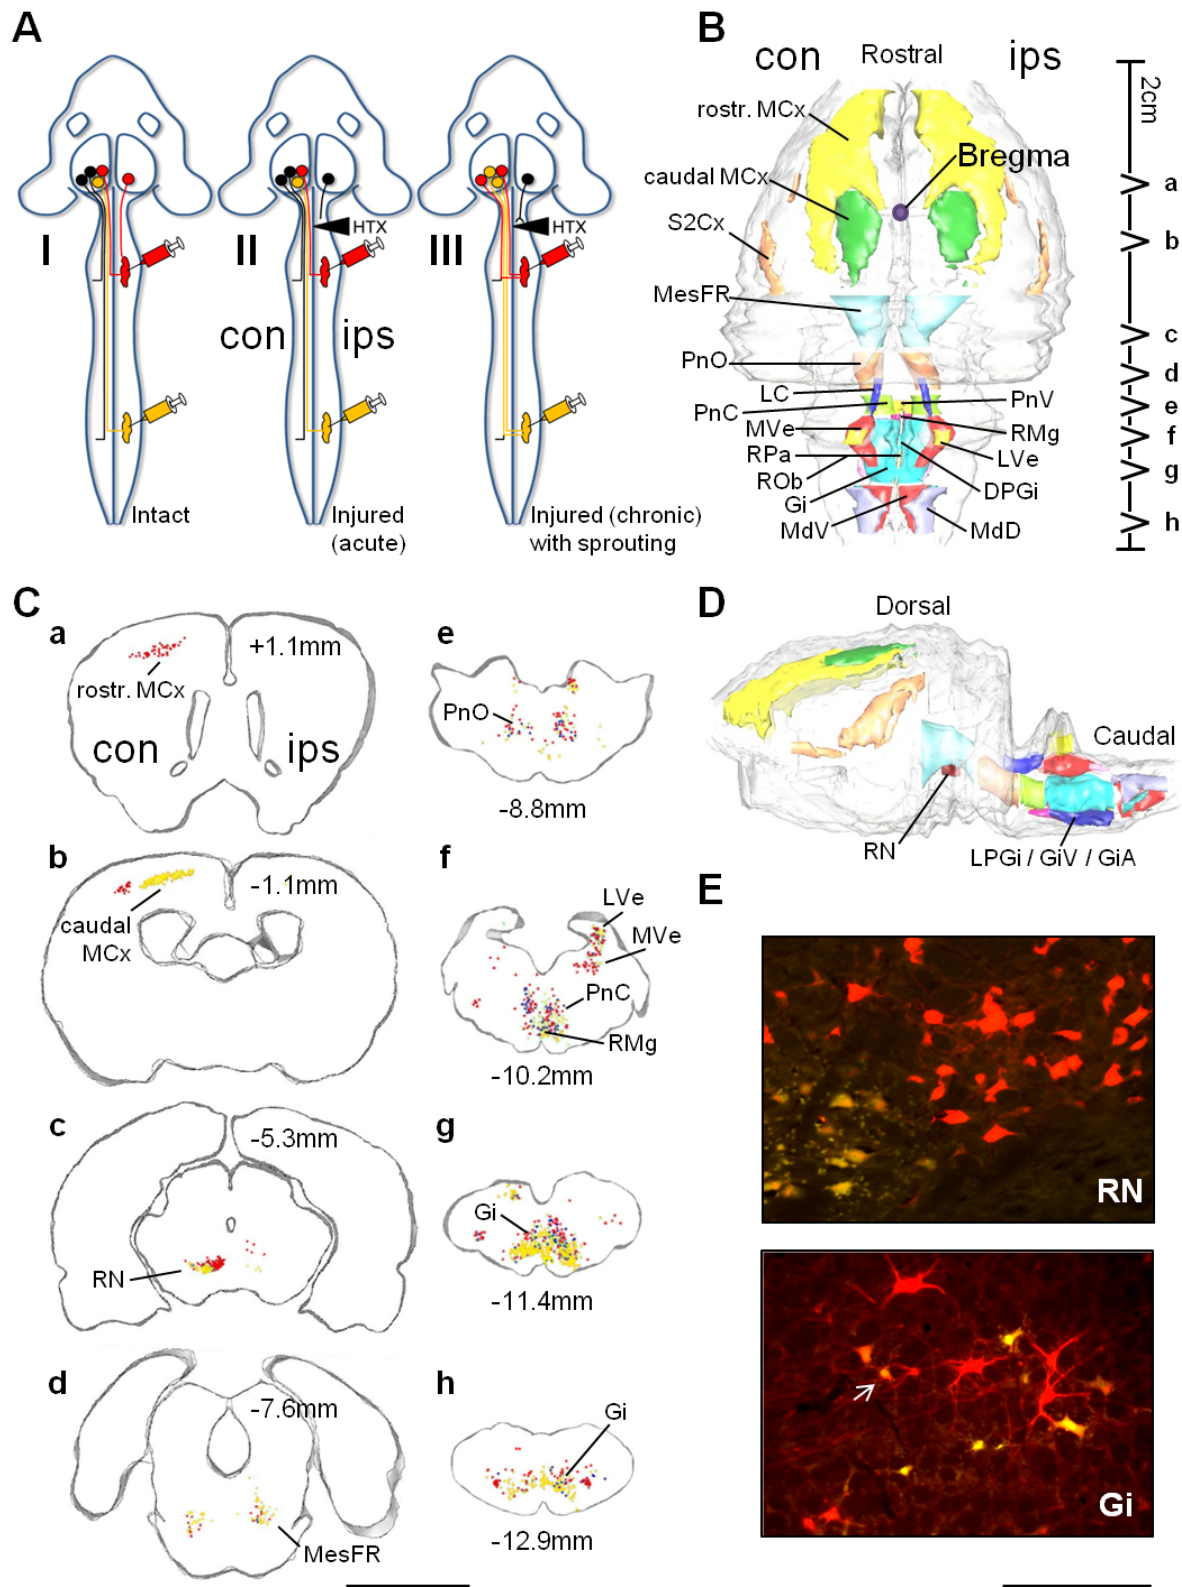 A
I
II
III
HTX
HTX
con
ips
Intact
Injured
(acute)
Injured (chronic)
with sprouting
B
con
Rostral
ips
rostr. MCx
Bregma
caudal MCx
S2Cx
MesFR
PnO
LC
PnC
MVe
RPa
ROb
Gi
MdV
PnV
RMg
LVe
DPGi
MdD
2cm
a
b
c
d
e
f
g
h
C
a
+1.1mm
rostr. MCx
con
ips
b
-1.1mm
caudal
MCx
c
-5.3mm
RN
d
-7.6mm
MesFR
e
PnO
-8.8mm
f
LVe
MVe
PnC
RMg
-10.2mm
g
Gi
-11.4mm
h
Gi
-12.9mm
D
Dorsal
Caudal
RN
LPGi / GiV / GiA
E
RN
Gi